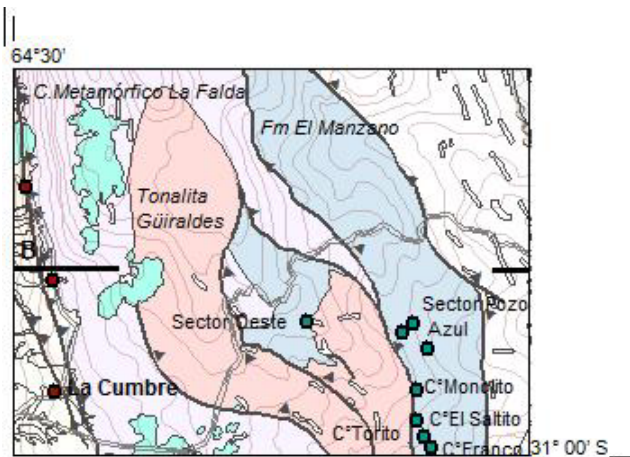 64°30'
C.Metamórfico La Falda
Fm El Manzano
Tonalita
Güiraldes
B
Sector Oeste
Sector Pozo
Azul
La Cumbre
C°Monolito
C°El Saltito
C°Torito
C°Franco
31° 00' S